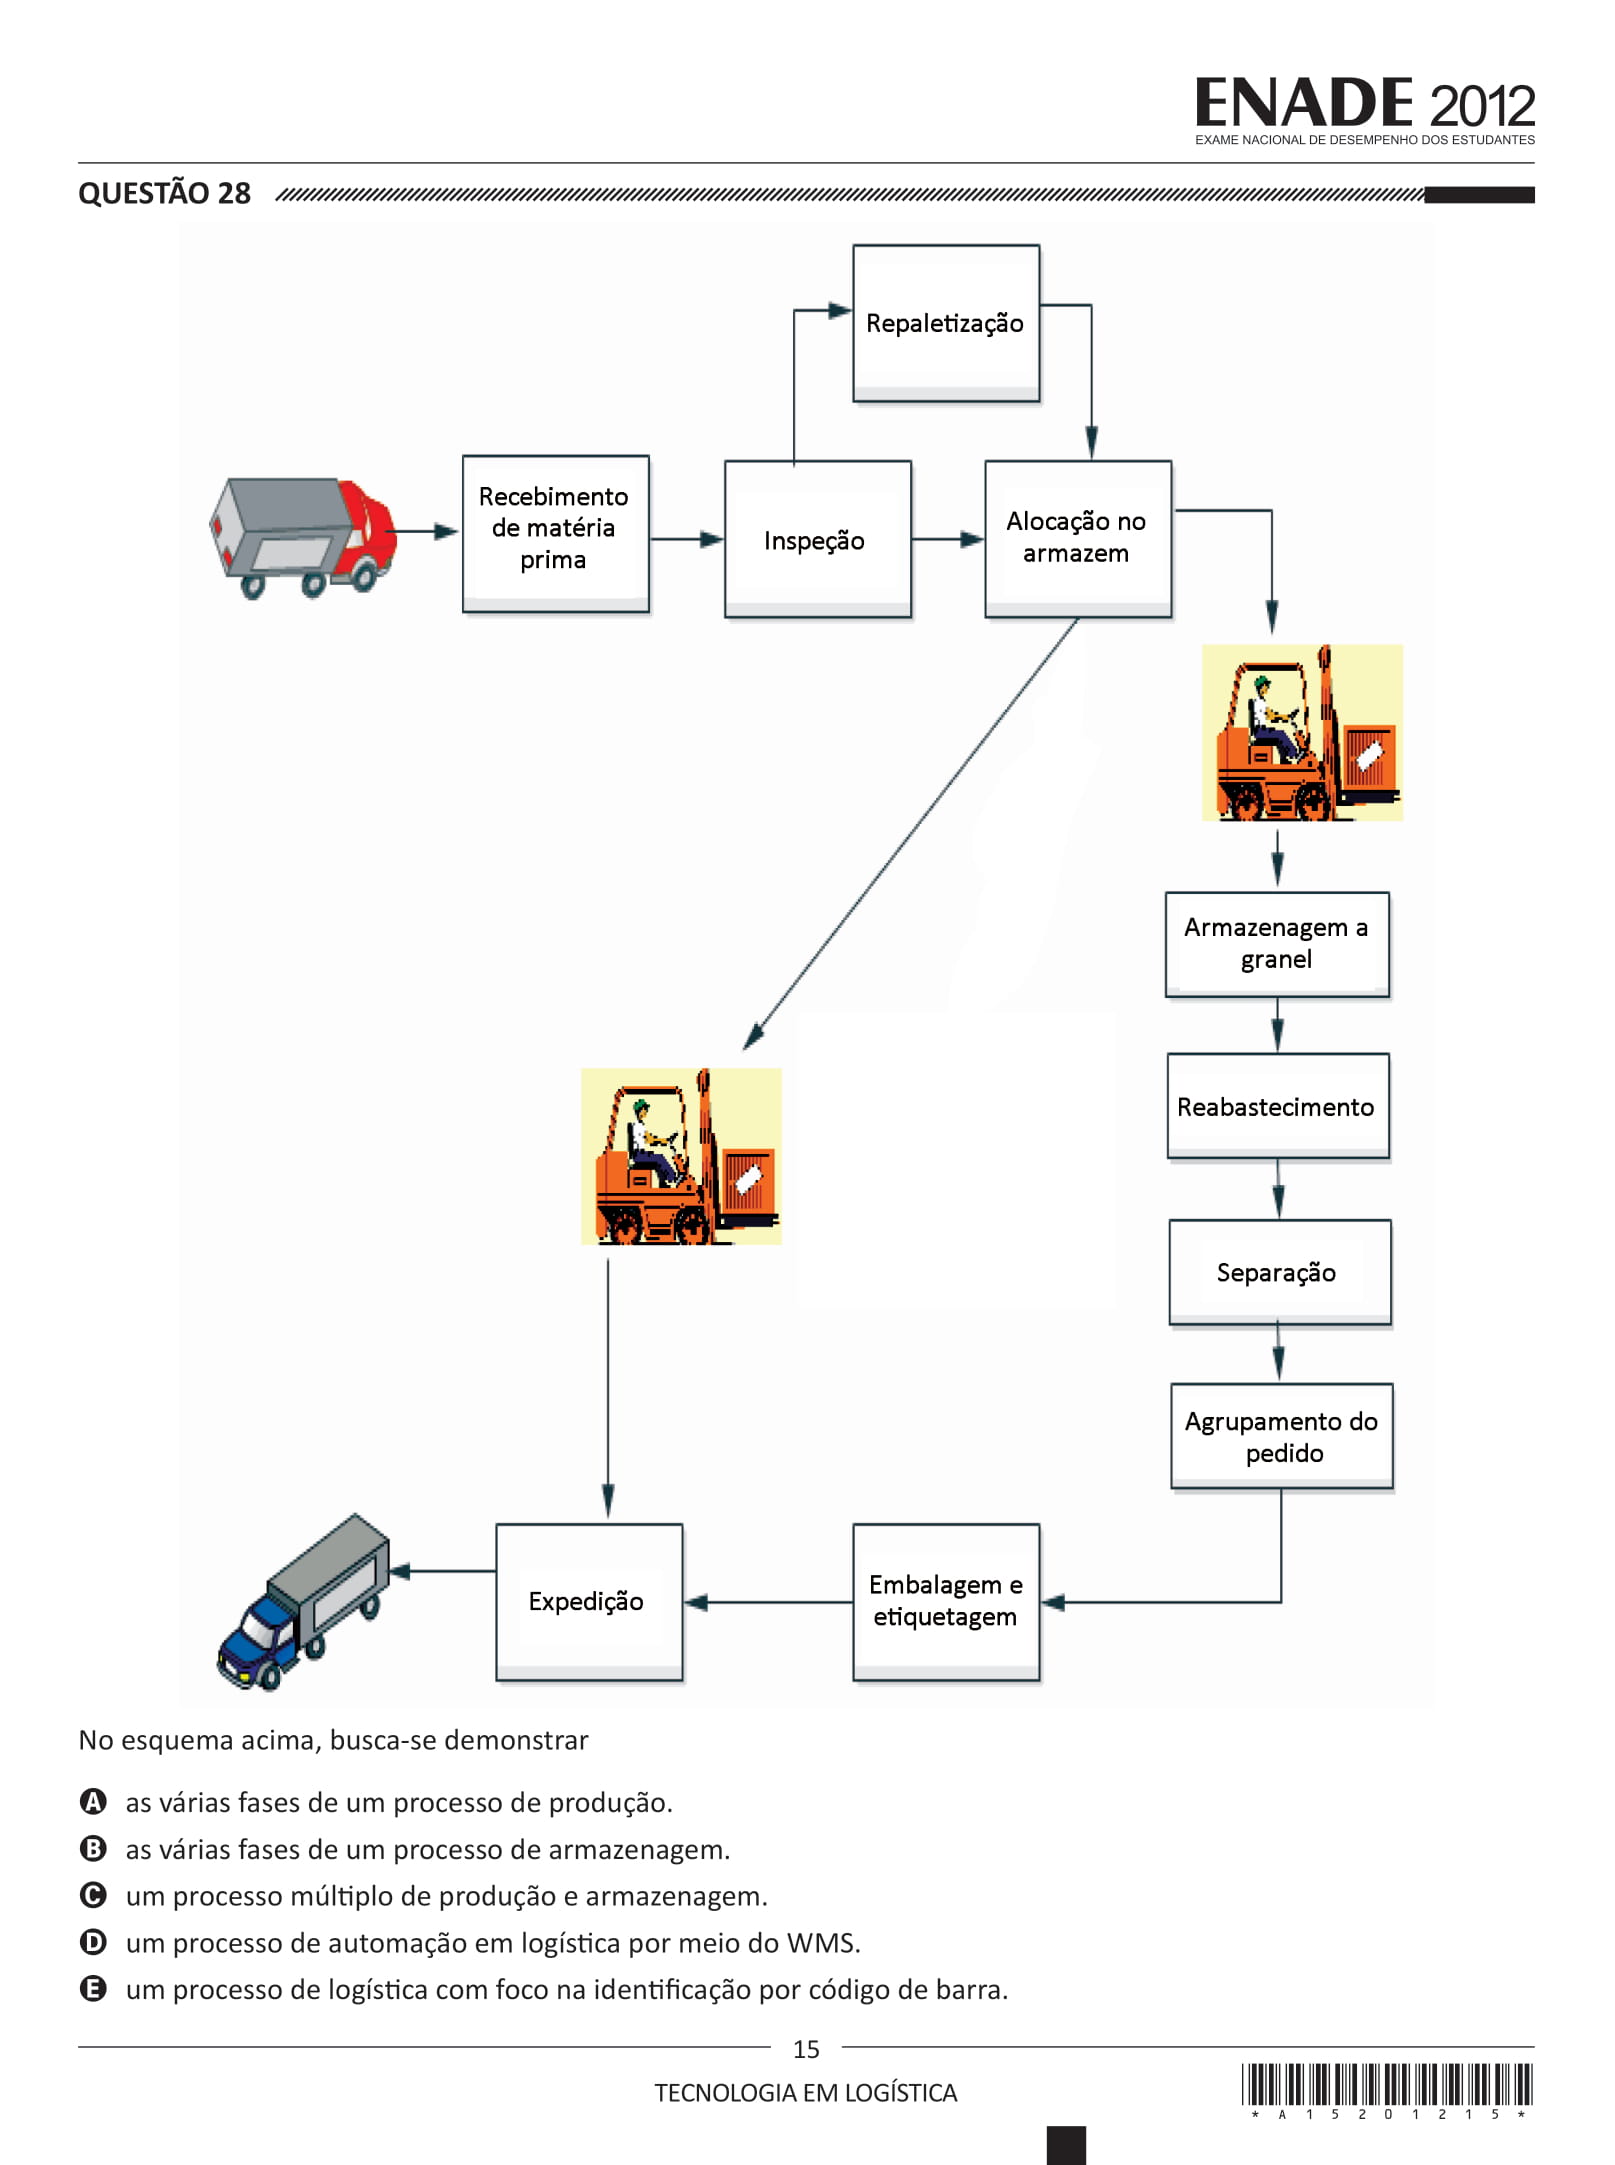 ENADE 2012
EXAME NACIONAL DE DESEMPENHO DOS ESTUDANTES
QUESTÃO 28
Repaletização
Recebimento
de matéria
prima
Inspeção
Alocação no
armazem
Armazenagem a
granel
Reabastecimento
Separação
Agrupamento do
pedido
Embalagem e
etiquetagem
Expedição
No esquema acima, busca-se demonstrar
A as várias fases de um processo de produção.
B as várias fases de um processo de armazenagem.
C um processo múltiplo de produção e armazenagem.
D um processo de automação em logística por meio do WMS.
E um processo de logística com foco na identificação por código de barra.
15
TECNOLOGIA EM LOGÍSTICA
* A 1 5 2 0 1 2 1 5 *